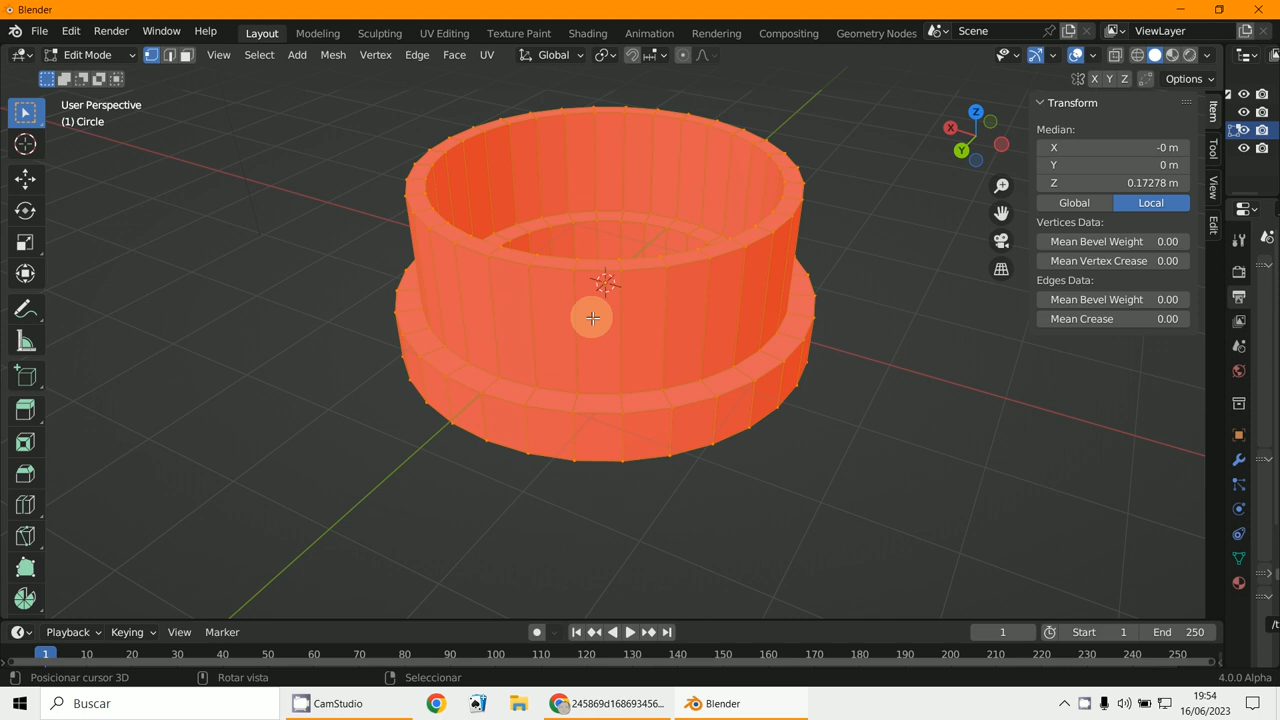 Blender
File Edit Render Window Help
Layout Modeling Sculpting UV Editing Texture Paint Shading Animation Rendering Compositing Geometry Nodes
Scene
ViewLayer
Edit Mode View Select Add Mesh Vertex Edge Face UV Global
X Y Z Options
User Perspective
(1) Circle
X
Y
Z
Transform
Median:
X -0 m
Y 0 m
Z 0.17278 m
Global Local
Vertices Data:
Mean Bevel Weight 0.00
Mean Vertex Crease 0.00
Edges Data:
Mean Bevel Weight 0.00
Mean Crease 0.00
Item
Tool
View
Edit
/t
Playback Keying View Marker
1 Start 1 End 250
1 10 20 30 40 50 60 70 80 90 100 110 120 130 140 150 160 170 180 190 200 210 220 230 240 250
Posicionar cursor 3D Rotar vista Seleccionar 4.0.0 Alpha
Buscar
CamStudio
245869d168693456...
Blender
19:54
16/06/2023